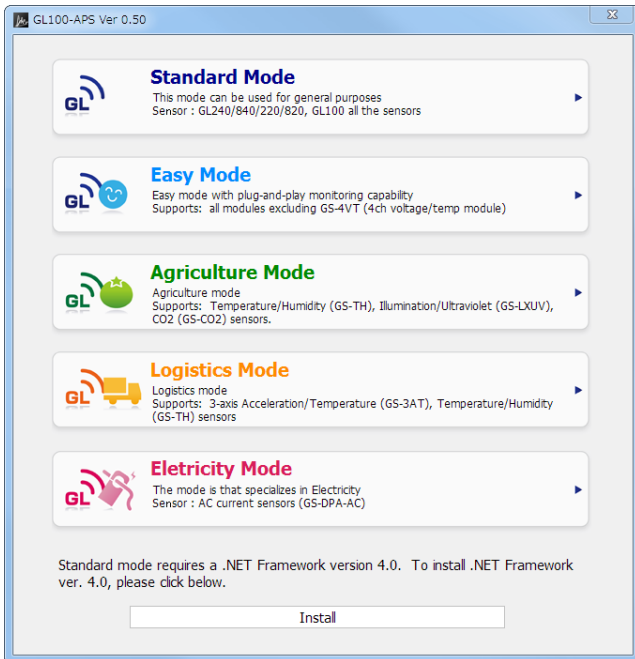 GL100-APS Ver 0.50
Standard Mode
This mode can be used for general purposes
Sensor : GL240/840/220/820, GL100 all the sensors
GL
Easy Mode
Easy mode with plug-and-play monitoring capability
Supports: all modules excluding GS-4VT (4ch voltage/temp module)
GL
Agriculture Mode
Agriculture mode
Supports: Temperature/Humidity (GS-TH), Illumination/Ultraviolet (GS-LXUV),
CO2 (GS-CO2) sensors.
GL
Logistics Mode
Logistics mode
Supports: 3-axis Acceleration/Temperature (GS-3AT), Temperature/Humidity
(GS-TH) sensors
GL
Eletricity Mode
The mode is that specializes in Electricity
Sensor : AC current sensors (GS-DPA-AC)
GL
Standard mode requires a .NET Framework version 4.0. To install .NET Framework
ver. 4.0, please click below.
Install